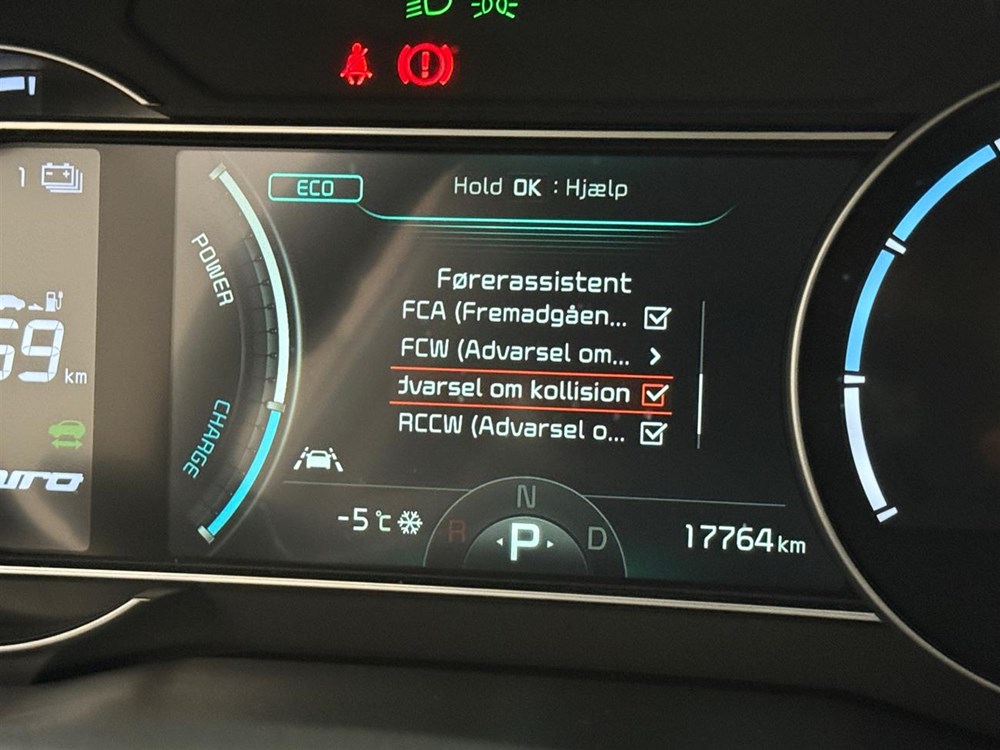 ECO
Hold OK : Hjælp
POWER
Førerassistent
FCA (Fremadgåen...
FCW (Advarsel om...
dvarsel om kollision
RCCW (Advarsel o...
CHARGE
1
69
km
-5 °C
N
R
P
D
17764 km